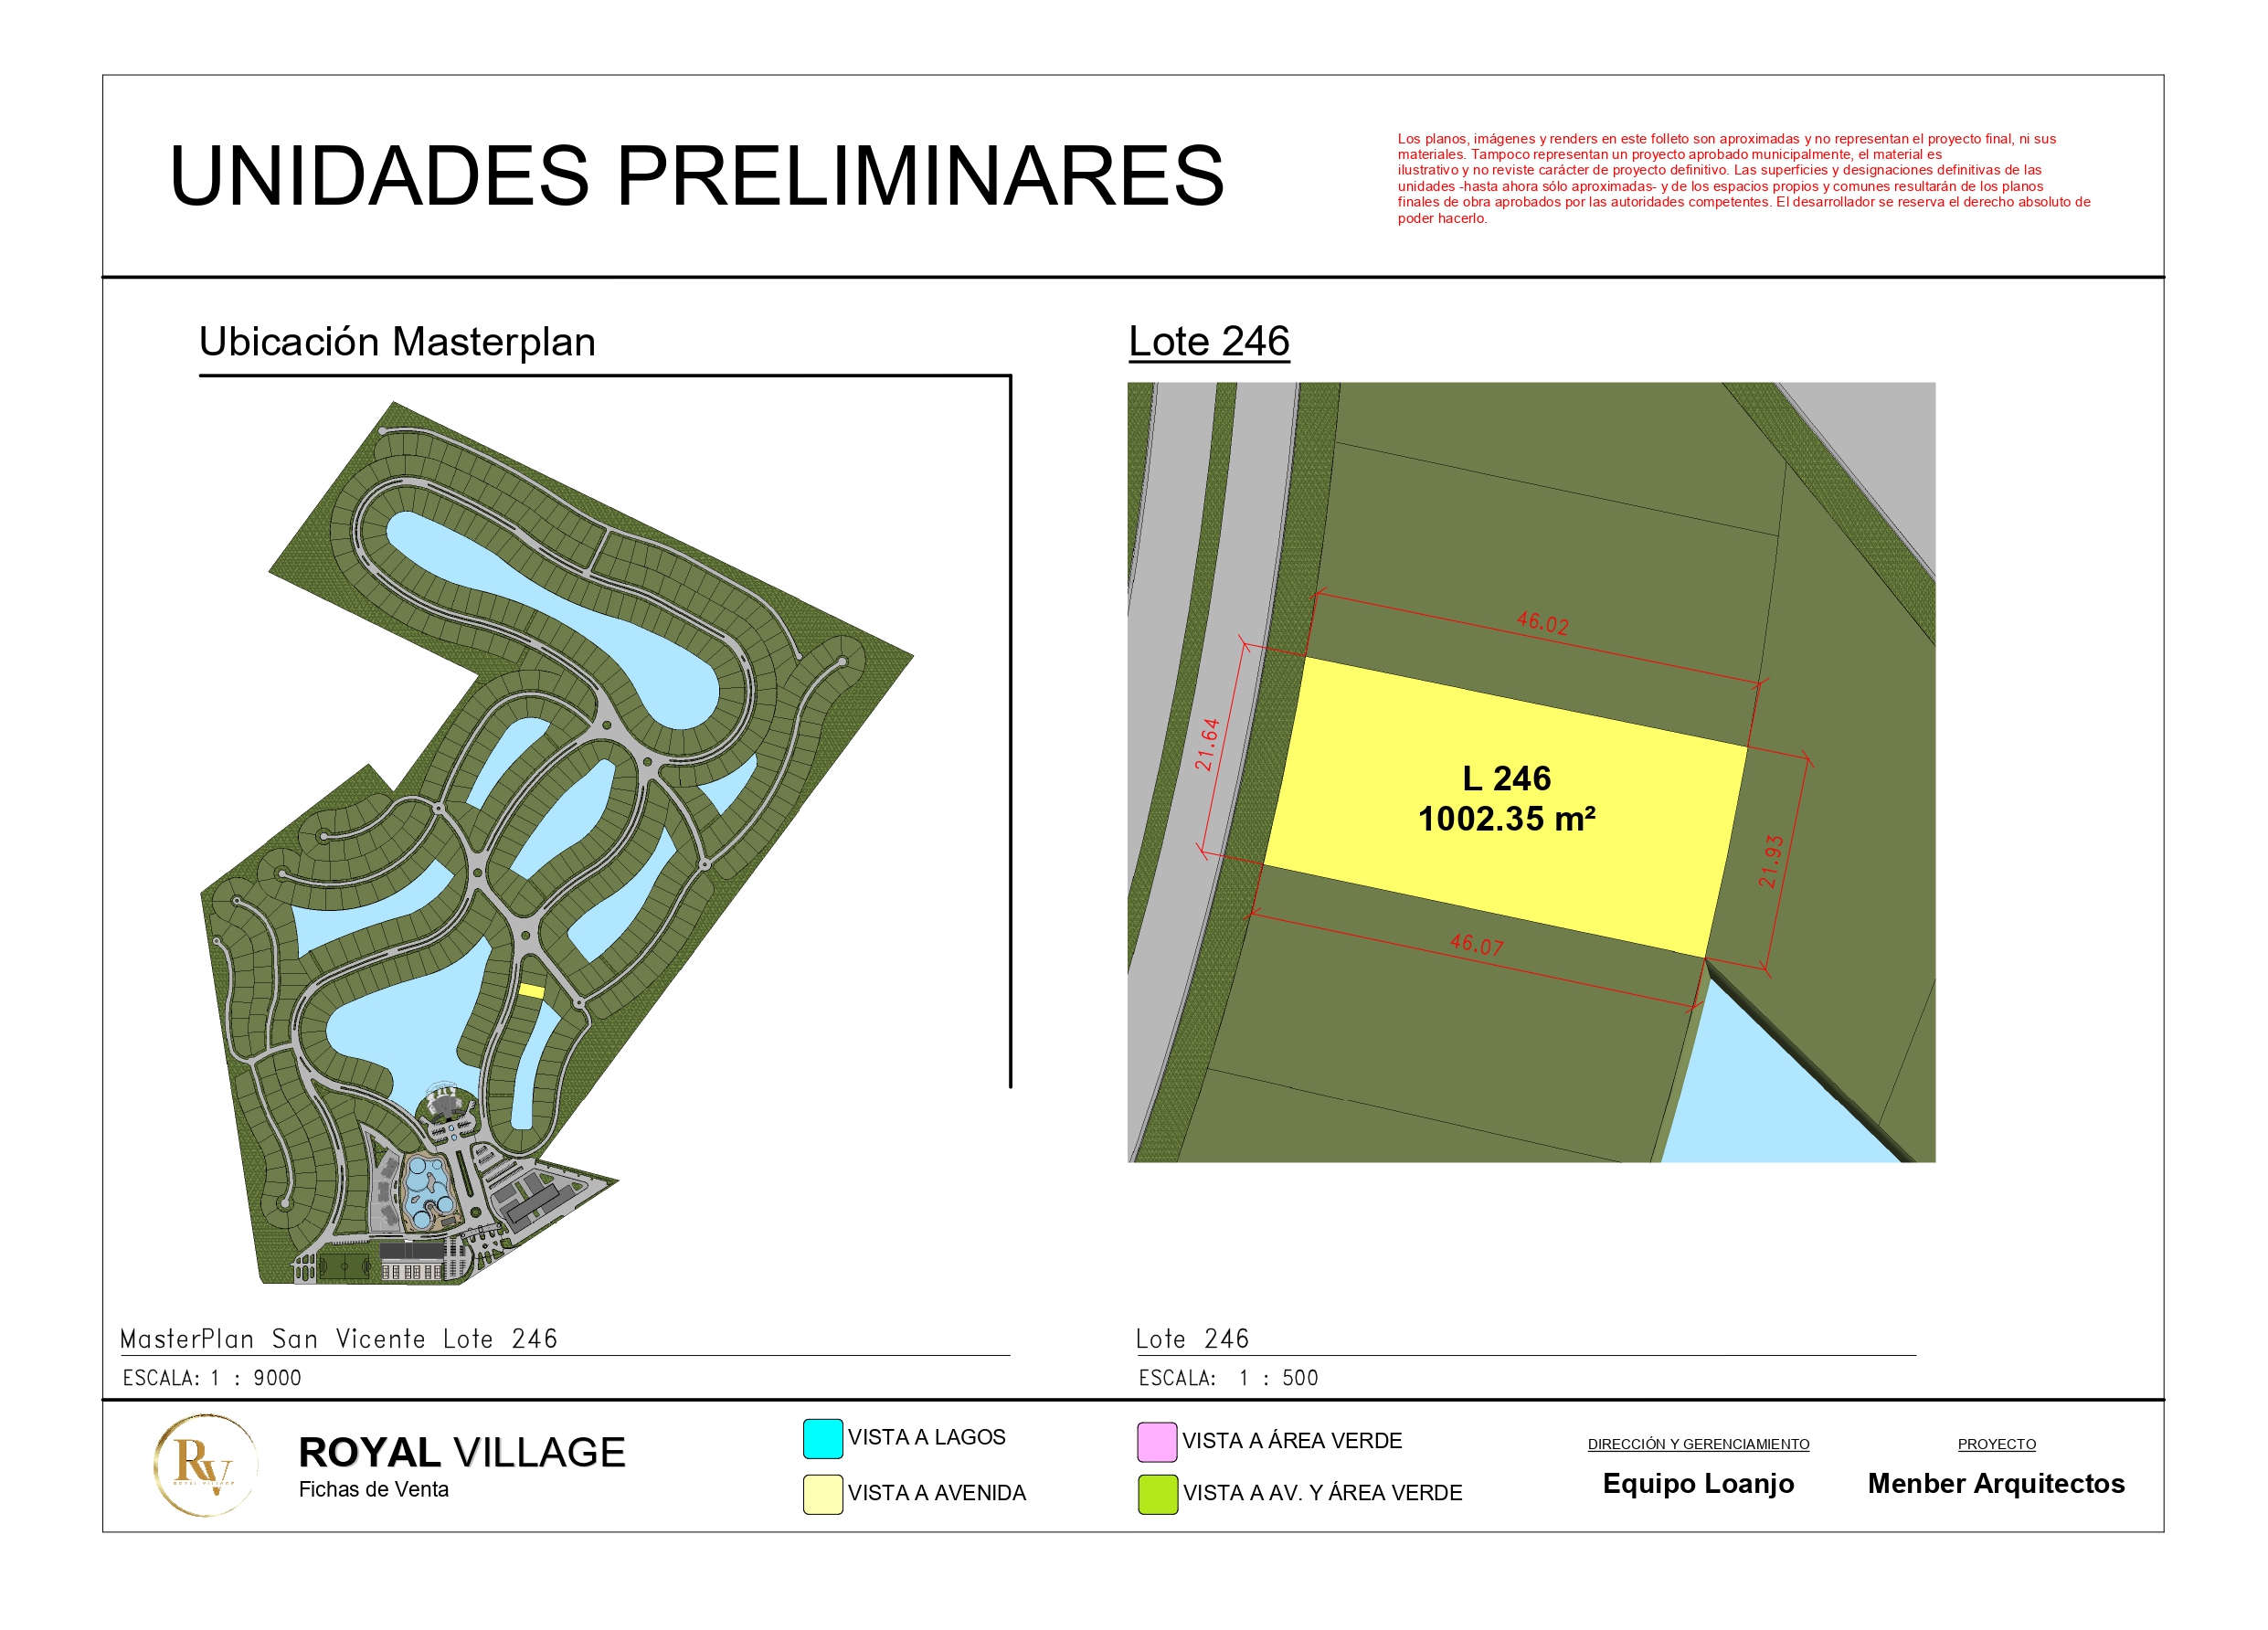 UNIDADES PRELIMINARES
Los planos, imágenes y renders en este folleto son aproximadas y no representan el proyecto final, ni sus
materiales. Tampoco representan un proyecto aprobado municipalmente, el material es
ilustrativo y no reviste carácter de proyecto definitivo. Las superficies y designaciones definitivas de las
unidades -hasta ahora sólo aproximadas- y de los espacios propios y comunes resultarán de los planos
finales de obra aprobados por las autoridades competentes. El desarrollador se reserva el derecho absoluto de
poder hacerlo.
Ubicación Masterplan
Lote 246
46.02
21.64
L 246
1002.35 m²
21.93
46.07
MasterPlan San Vicente Lote 246
ESCALA: 1 : 9000
Lote 246
ESCALA: 1 : 500
RV
ROYAL VILLAGE
ROYAL VILLAGE
Fichas de Venta
VISTA A LAGOS
VISTA A AVENIDA
VISTA A ÁREA VERDE
VISTA A AV. Y ÁREA VERDE
DIRECCIÓN Y GERENCIAMIENTO
Equipo Loanjo
PROYECTO
Menber Arquitectos